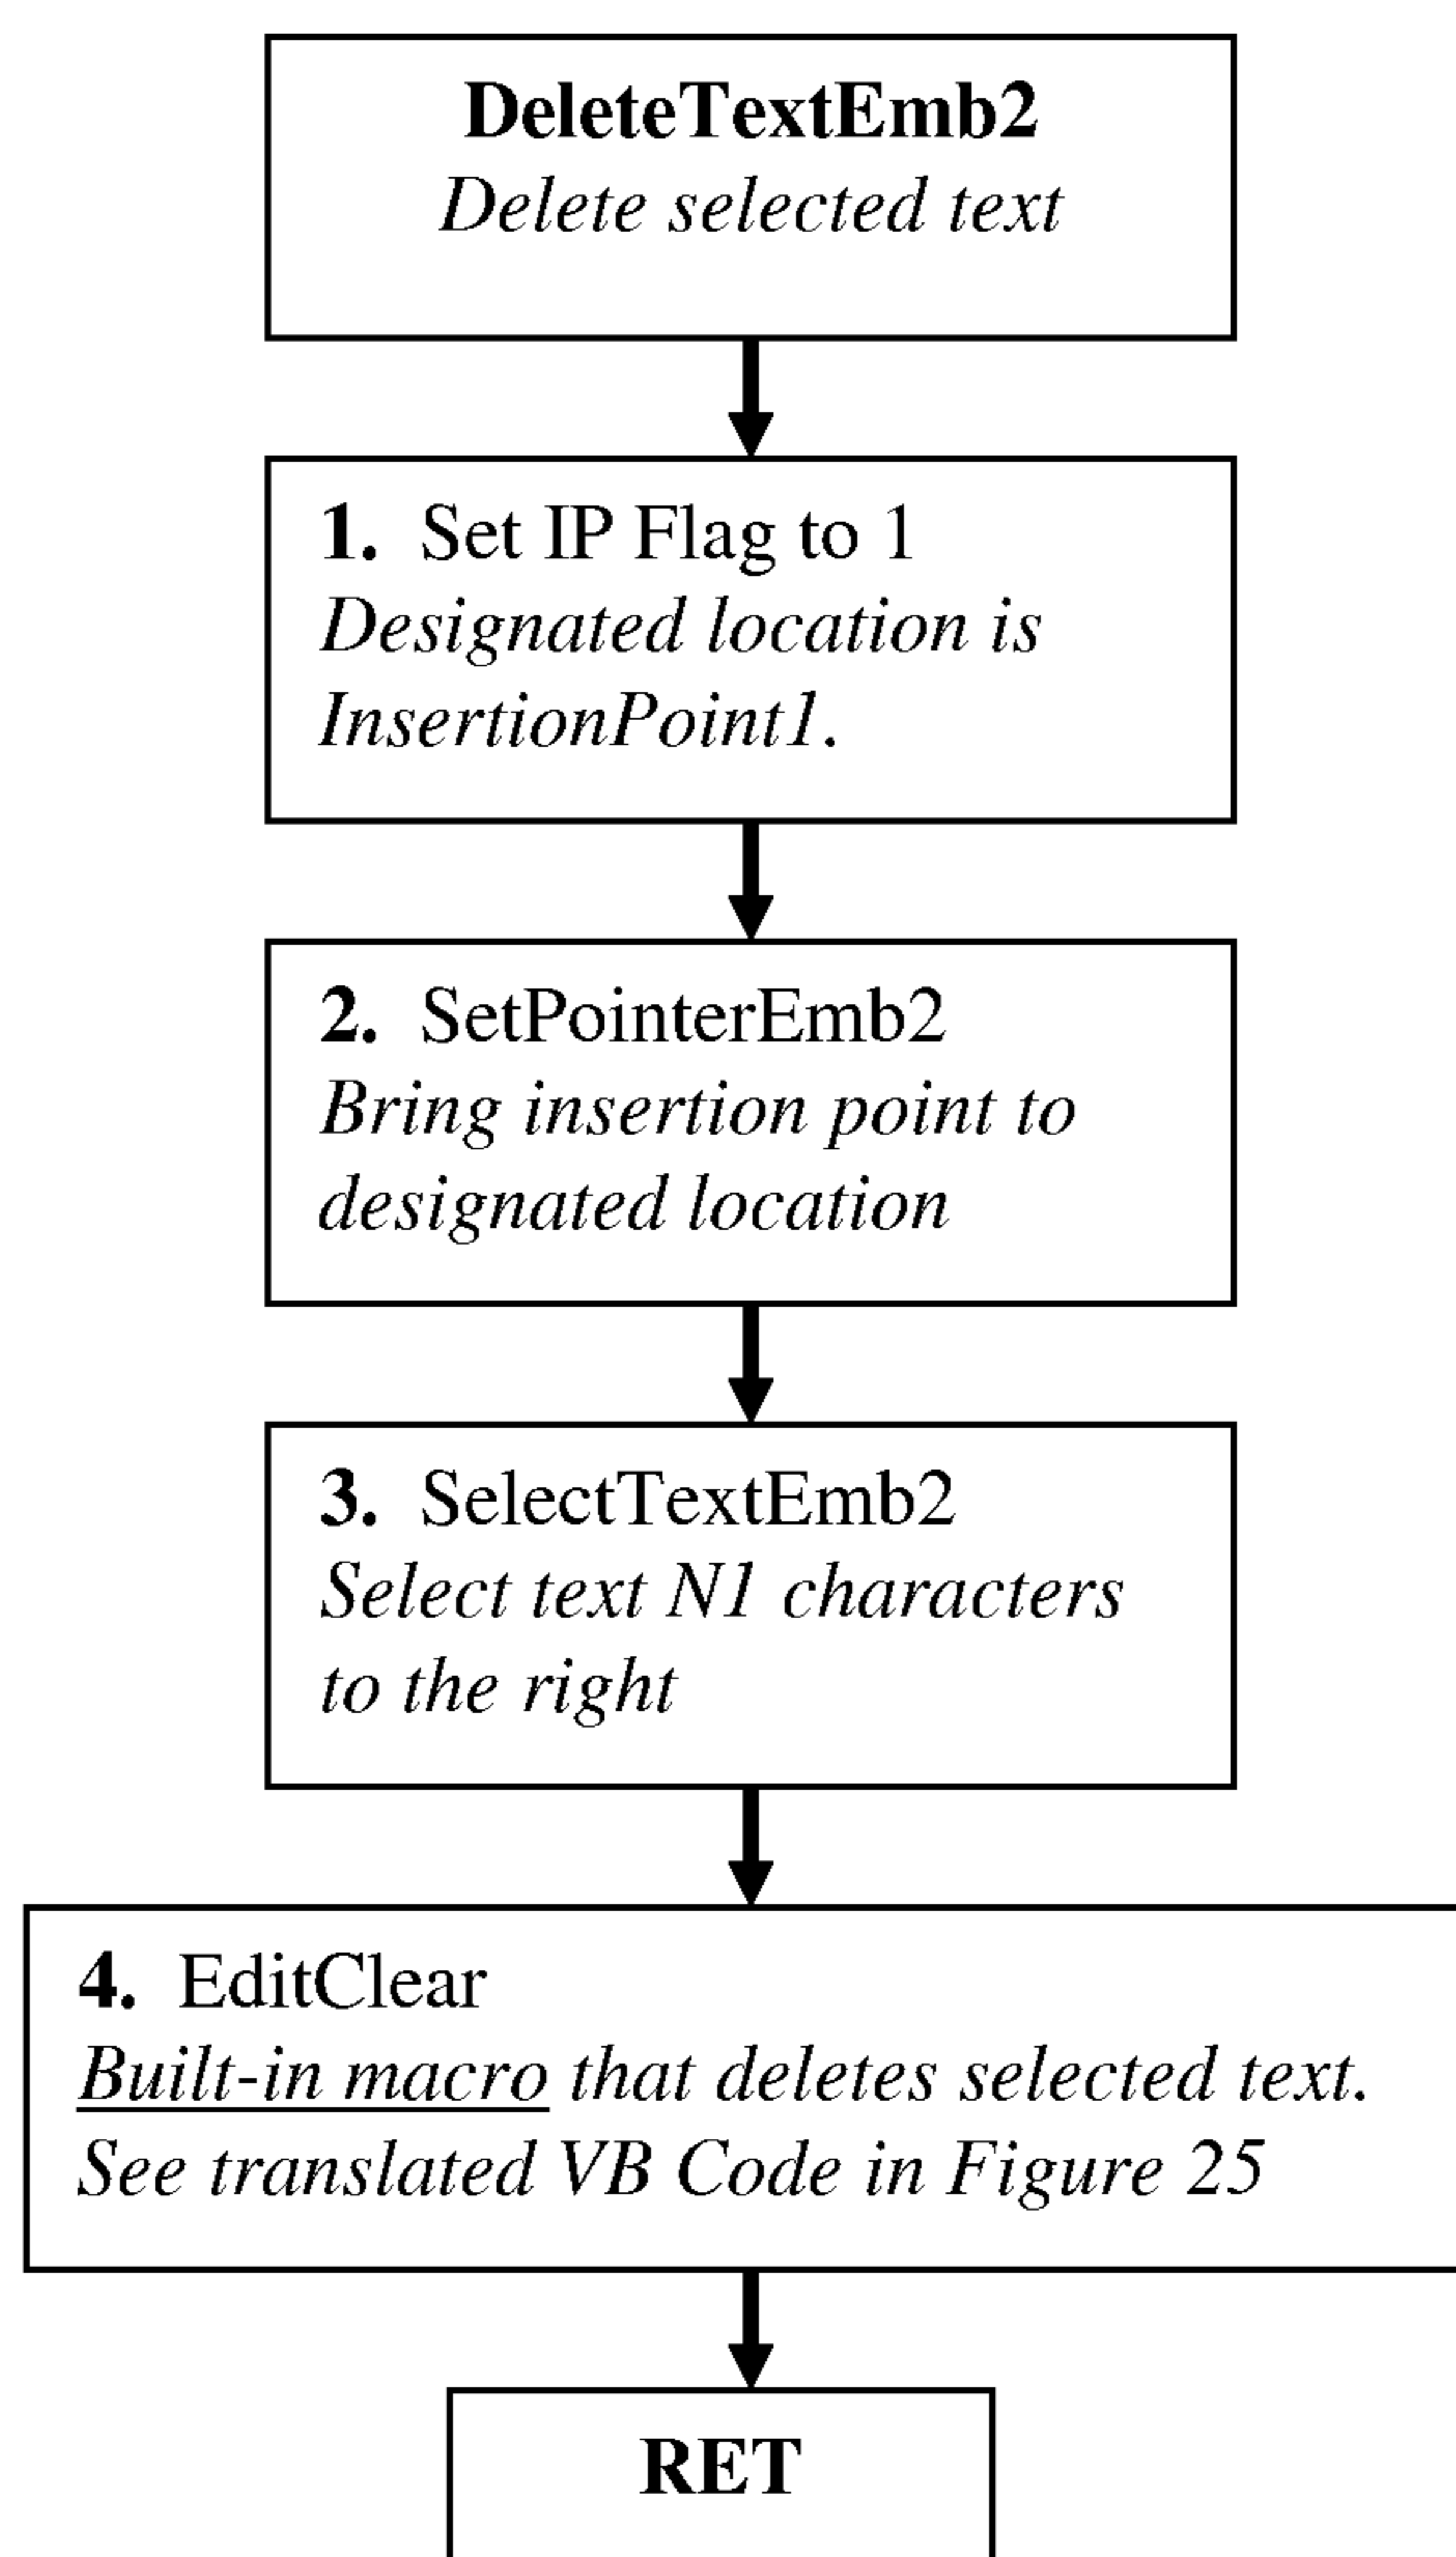 DeleteTextEmb2
Delete selected text
1. Set IP Flag to 1
Designated location is
InsertionPoint1.
2. SetPointerEmb2
Bring insertion point to
designated location
3. SelectTextEmb2
Select text N1 characters
to the right
4. EditClear
Built-in macro that deletes selected text.
See translated VB Code in Figure 25
RET